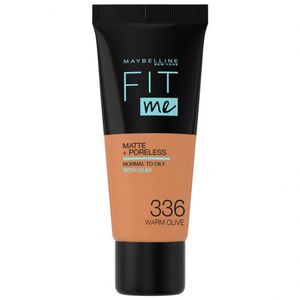 MAYBELLINE
NEW YORK
FIT
me
MATTE
+ PORELESS
NORMAL TO OILY
WITH CLAY
336
WARM OLIVE